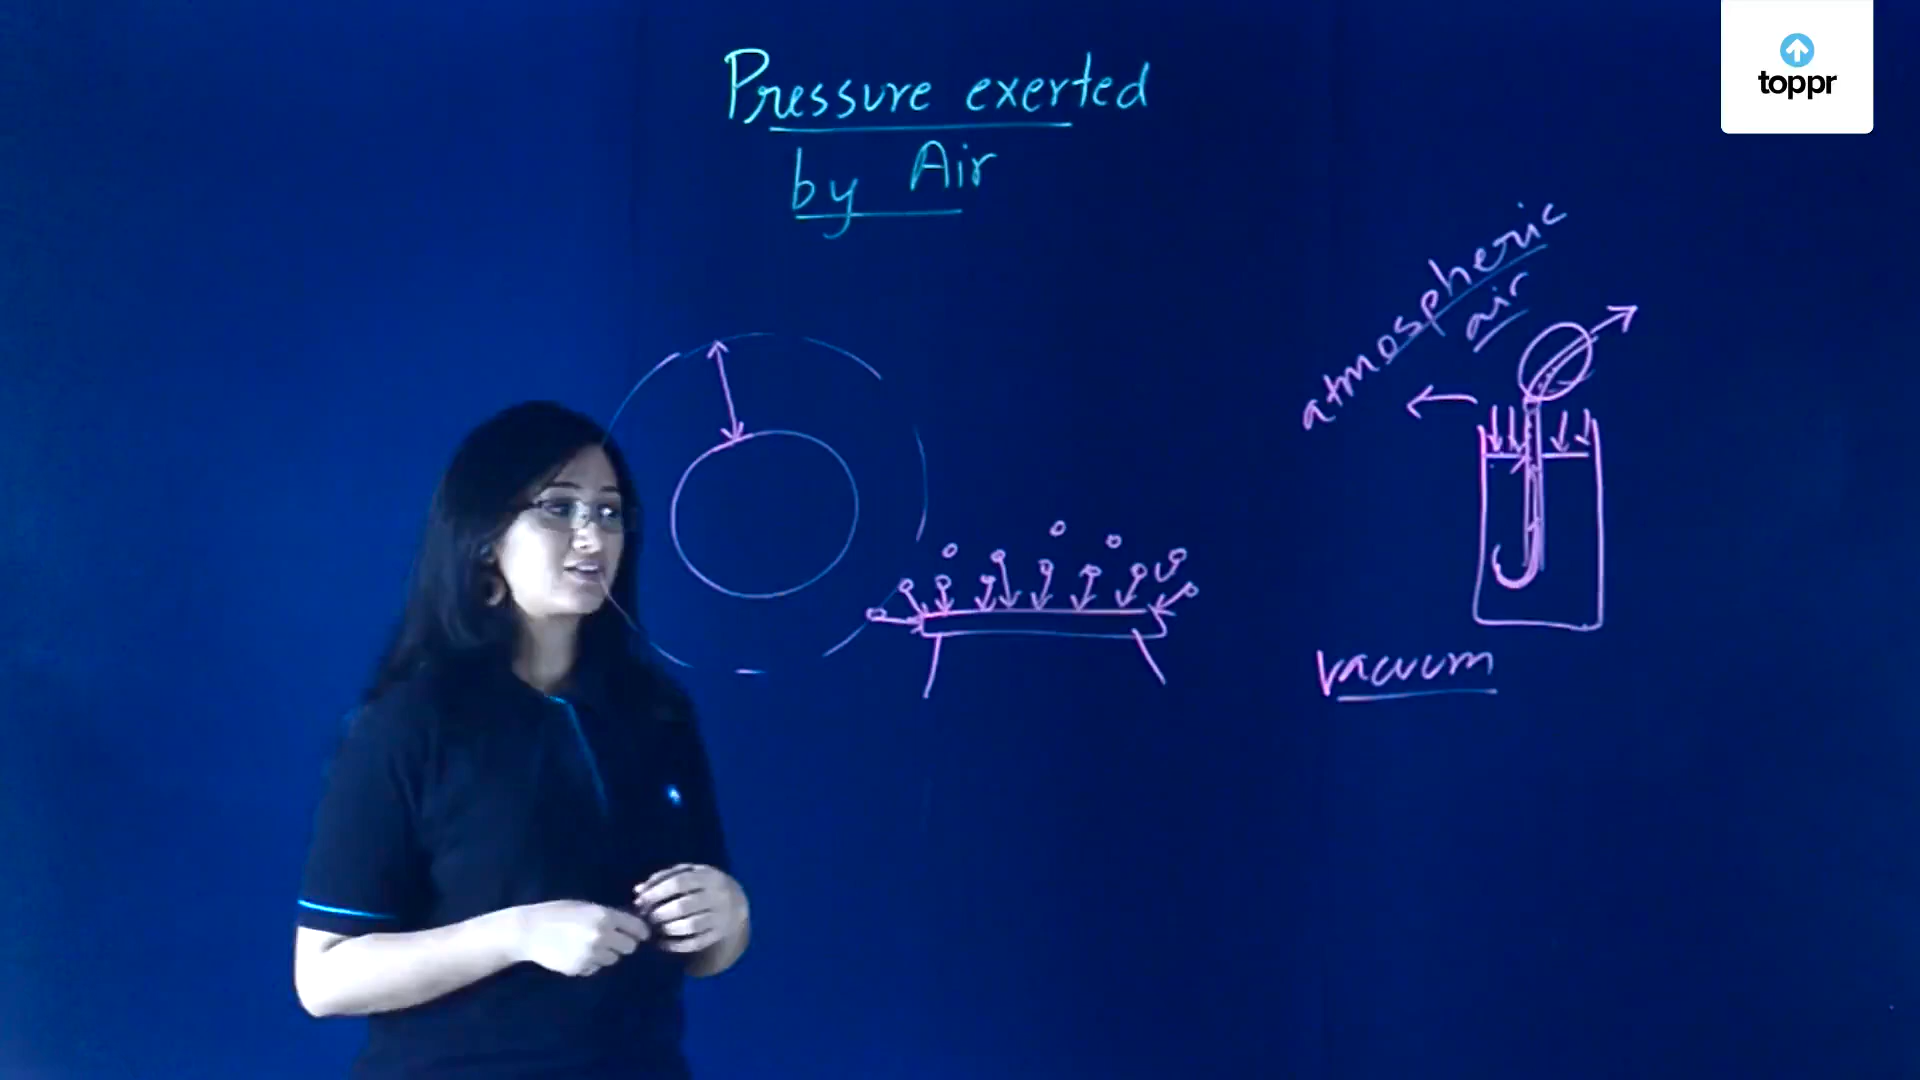 toppr
Pressure exerted
by Air
atmospheric
air
vacuum